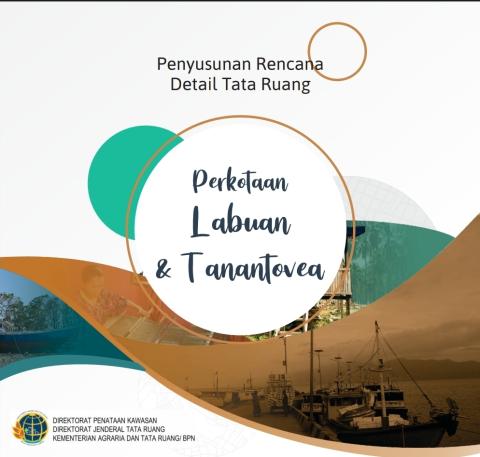 Penyusunan Rencana
Detail Tata Ruang
Perkotaan
Labuan
& Tanantovea
DIREKTORAT PENATAAN KAWASAN
DIREKTORAT JENDERAL TATA RUANG
KEMENTERIAN AGRARIA DAN TATA RUANG/ BPN